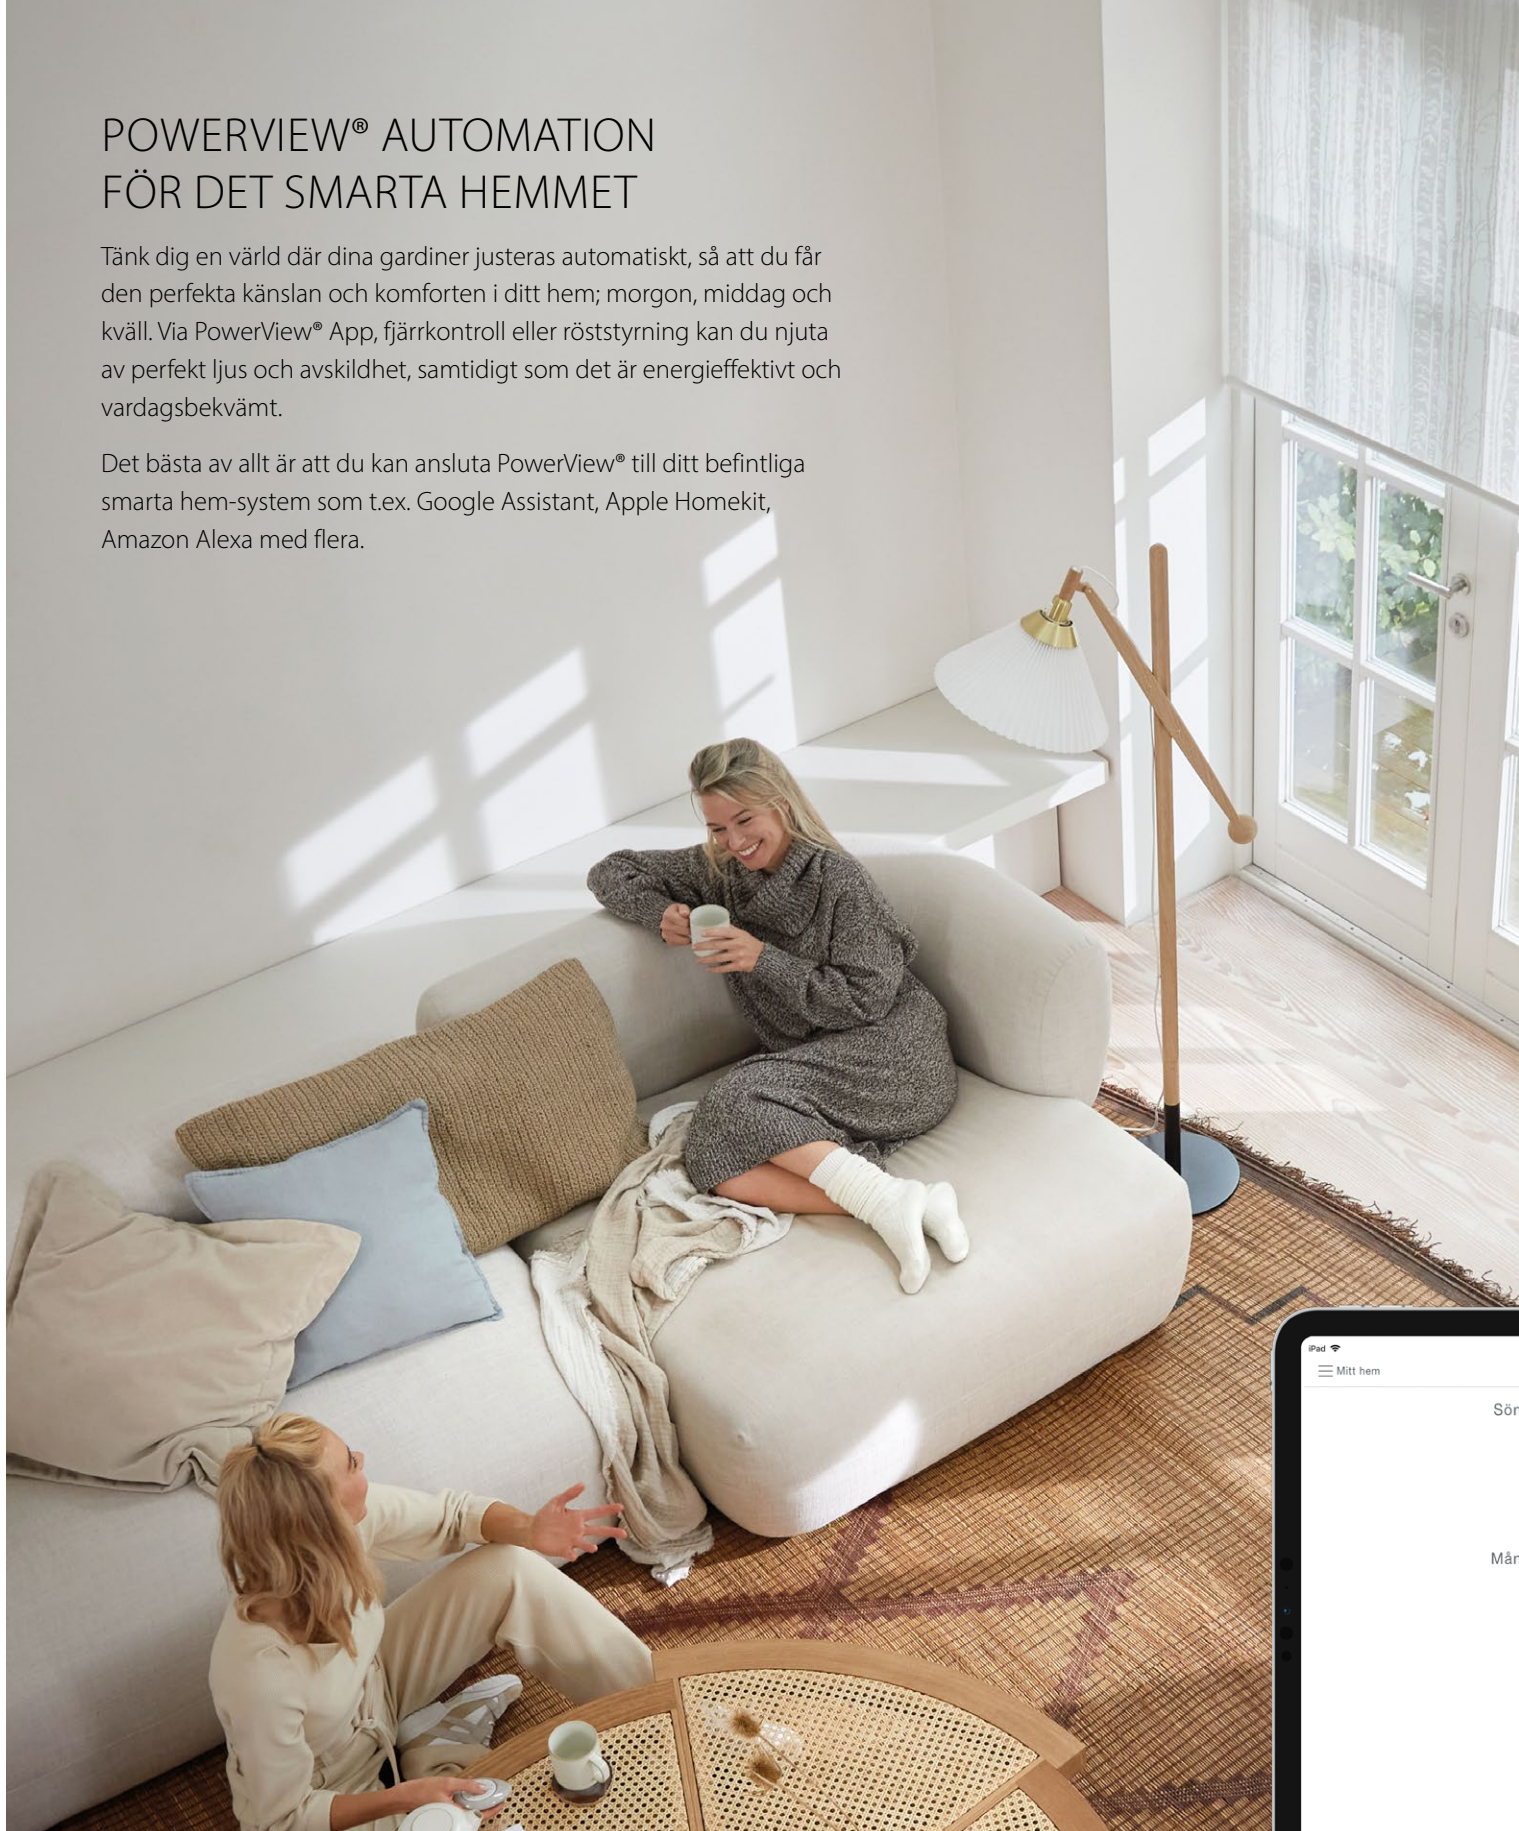 POWERVIEW® AUTOMATION
FÖR DET SMARTA HEMMET
Tänk dig en värld där dina gardiner justeras automatiskt, så att du får
den perfekta känslan och komforten i ditt hem; morgon, middag och
kväll. Via PowerView® App, fjärrkontroll eller röststyrning kan du njuta
av perfekt ljus och avskildhet, samtidigt som det är energieffektivt och
vardagsbekvämt.
Det bästa av allt är att du kan ansluta PowerView® till ditt befintliga
smarta hem-system som t.ex. Google Assistant, Apple Homekit,
Amazon Alexa med flera.
iPad
Mitt hem